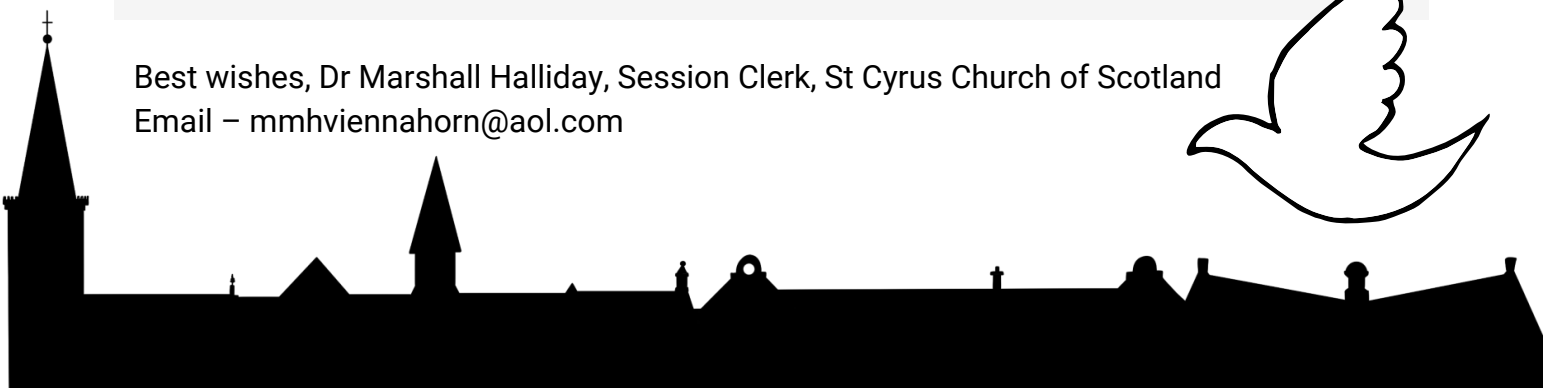 Best wishes, Dr Marshall Halliday, Session Clerk, St Cyrus Church of Scotland
Email – mmhviennahorn@aol.com